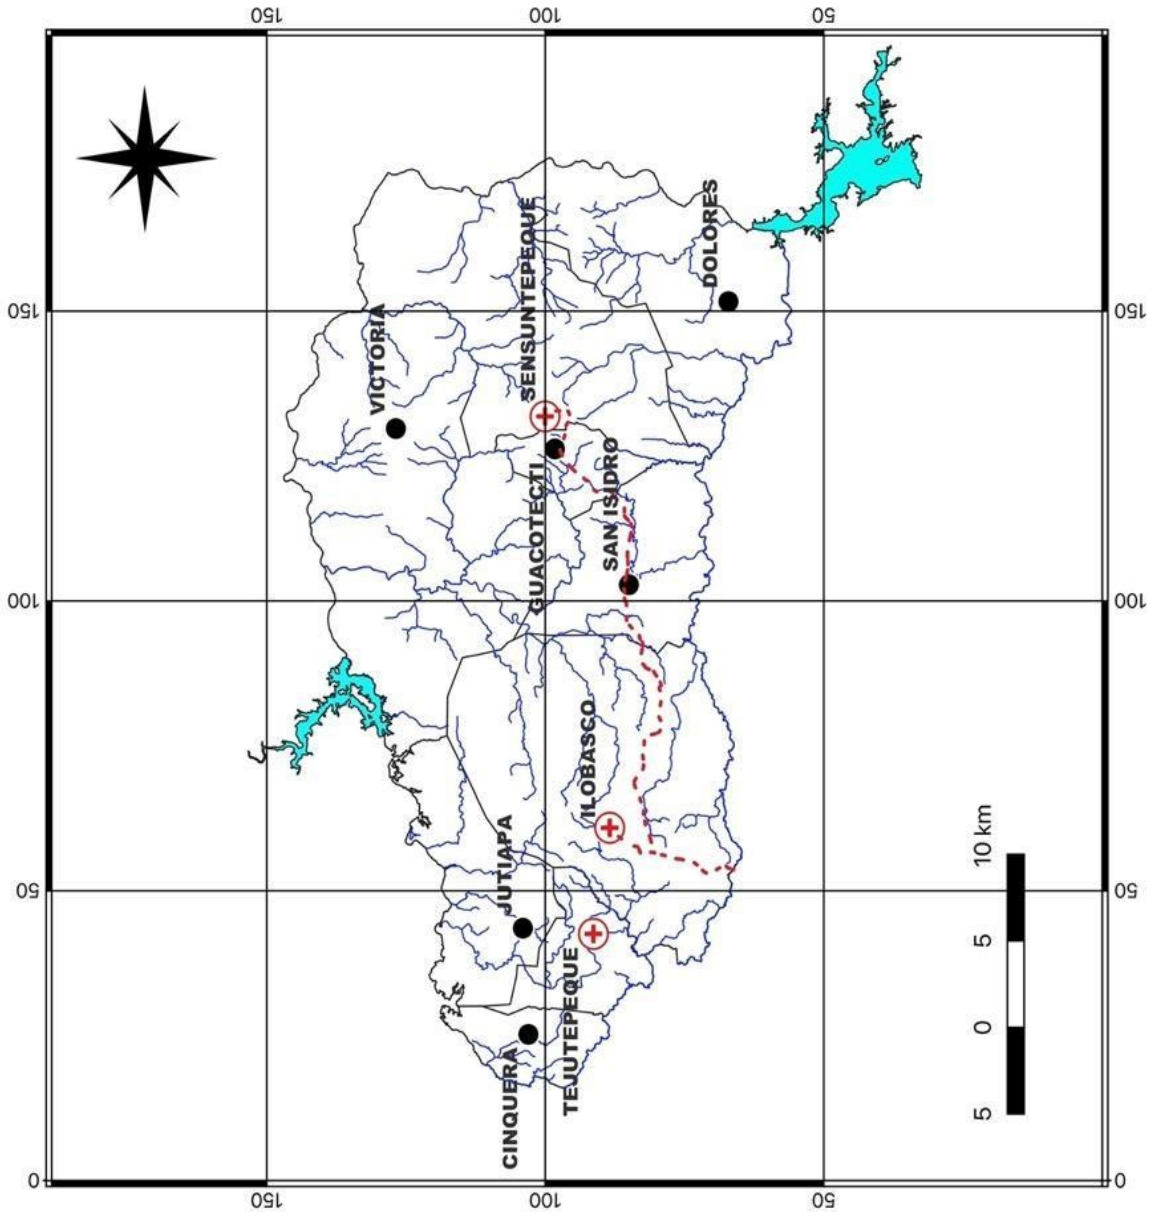 150
100
50
150
100
50
0
150
100
50
0
150
100
50
VICTORIA
SENSUNTEPEQUE
DOLORES
GUACOTECTI
SAN ISIDRO
ILOBASCO
JUTIAPA
TEJUTEPEQUE
CINQUERA
5 0 5 10 km